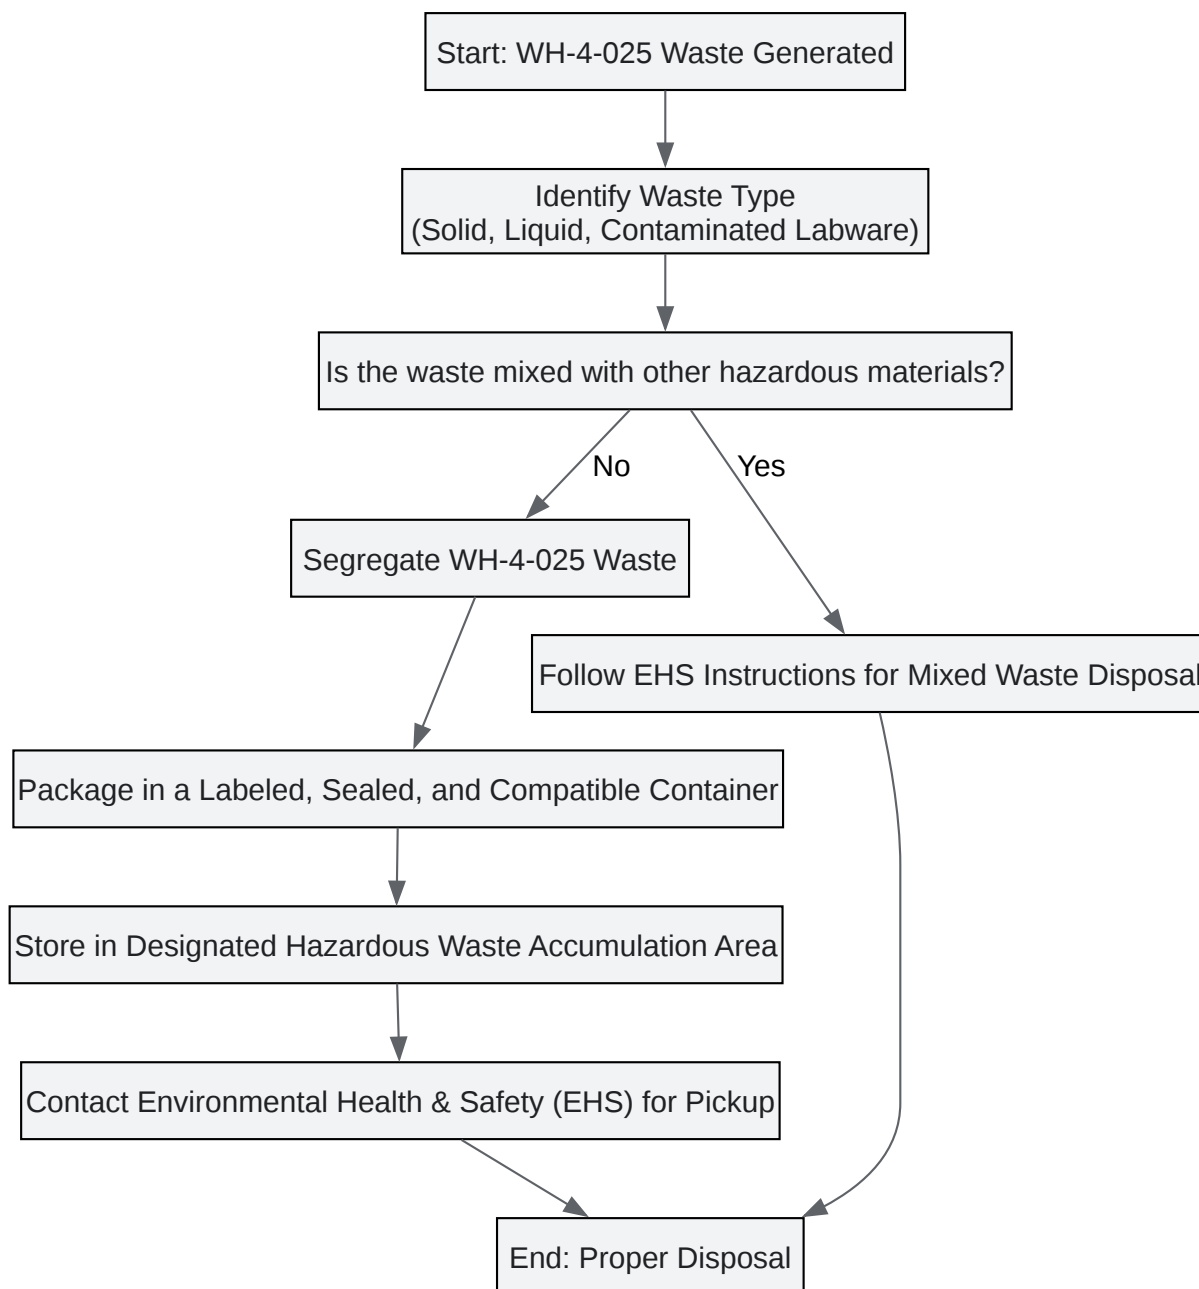 Start: WH-4-025 Waste Generated
Identify Waste Type
(Solid, Liquid, Contaminated Labware)
Is the waste mixed with other hazardous materials?
No
Yes
Segregate WH-4-025 Waste
Follow EHS Instructions for Mixed Waste Disposal
Package in a Labeled, Sealed, and Compatible Container
Store in Designated Hazardous Waste Accumulation Area
Contact Environmental Health & Safety (EHS) for Pickup
End: Proper Disposal